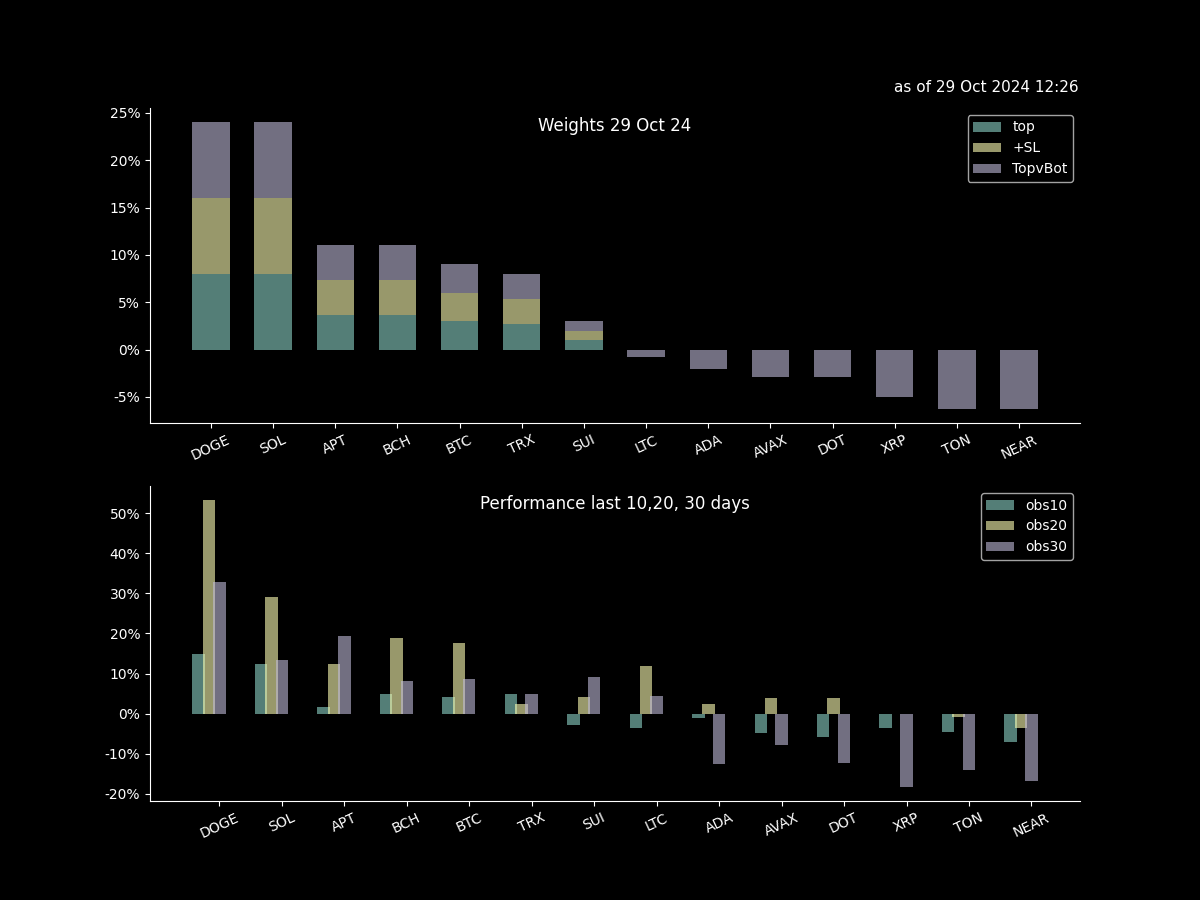 as of 29 Oct 2024 12:26
Weights 29 Oct 24
25%
20%
15%
10%
5%
0%
-5%
top
+SL
TopvBot
DOGE SOL APT BCH BTC TRX SUI LTC ADA AVAX DOT XRP TON NEAR
Performance last 10,20, 30 days
50%
40%
30%
20%
10%
0%
-10%
-20%
obs10
obs20
obs30
DOGE SOL APT BCH BTC TRX SUI LTC ADA AVAX DOT XRP TON NEAR